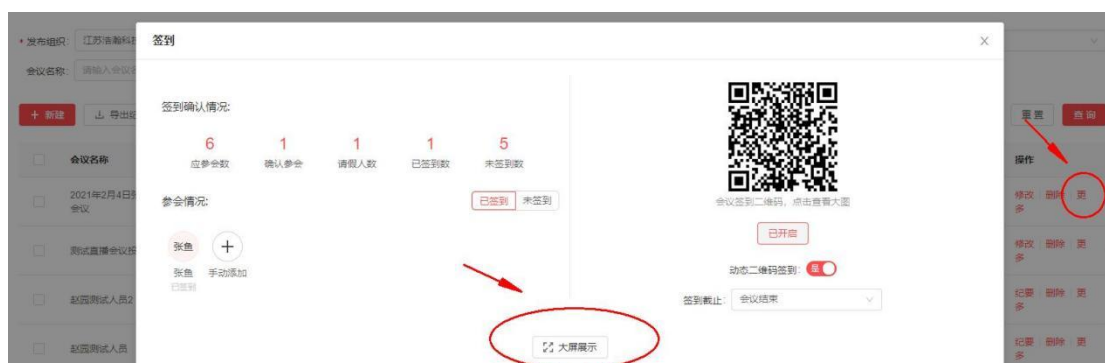 * 发布组织: 江苏浩瀚科技
签到
×
会议名称: 请输入会议名
签到确认情况:
+ 新建
导出
重置
查询
6 1 1 1 5
应参会数 确认参会 请假人数 已签到数 未签到数
会议名称
操作
2021年2月4日
会议
参会情况:
已签到 未签到
会议签到二维码，点击查看大图
修改 删除 更
多
已开启
张鱼
张鱼 手动添加
已签到
测试直播会议投
修改 删除 更
多
动态二维码签到: 是
签到截止: 会议结束
赵圆测试人员2
纪要 删除 更
多
大屏展示
赵圆测试人员
纪要 删除 更
多